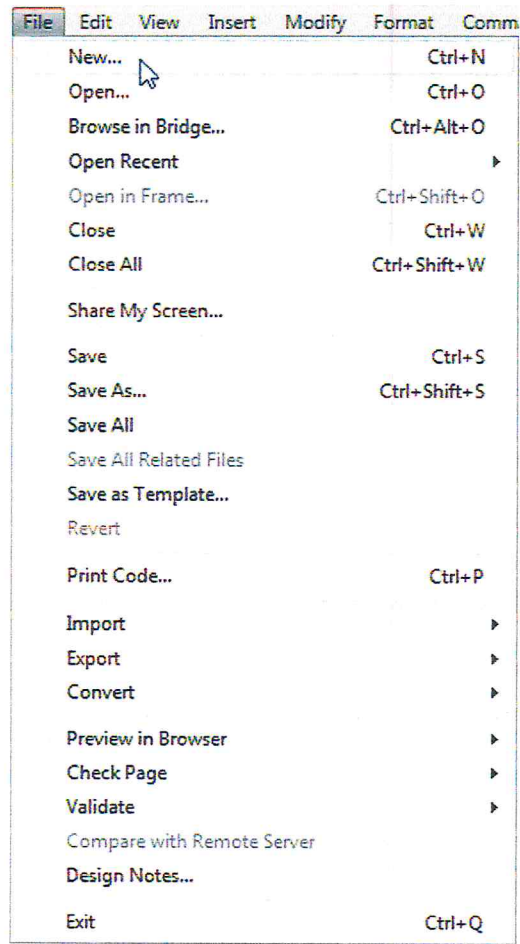 File Edit View Insert Modify Format Comm
New... Ctrl+N
Open... Ctrl+O
Browse in Bridge... Ctrl+Alt+O
Open Recent
Open in Frame... Ctrl+Shift+O
Close Ctrl+W
Close All Ctrl+Shift+W
Share My Screen...
Save Ctrl+S
Save As... Ctrl+Shift+S
Save All
Save All Related Files
Save as Template...
Revert
Print Code... Ctrl+P
Import
Export
Convert
Preview in Browser
Check Page
Validate
Compare with Remote Server
Design Notes...
Exit Ctrl+Q